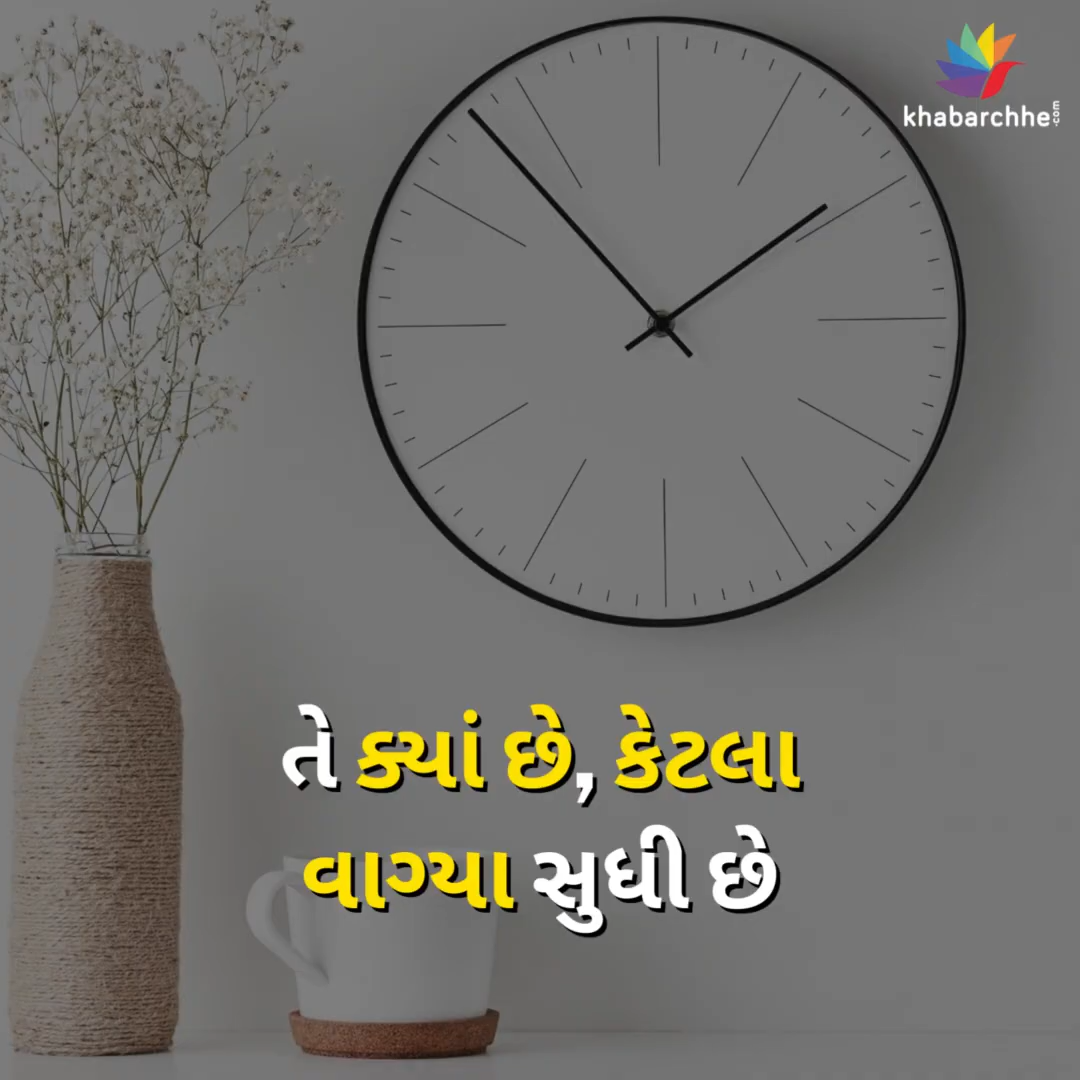 khabarchhe.com
તે ક્યાં છે, કેટલા
વાગ્યા સુધી છે